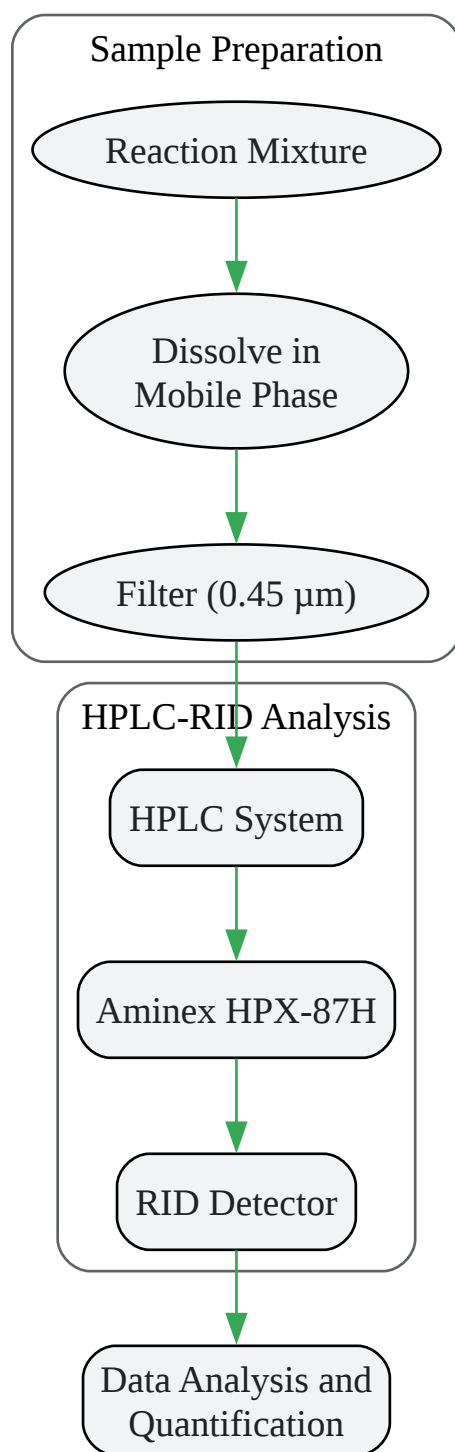 Sample Preparation
Reaction Mixture
Dissolve in
Mobile Phase
Filter (0.45 µm)
HPLC-RID Analysis
HPLC System
Aminex HPX-87H
RID Detector
Data Analysis and
Quantification